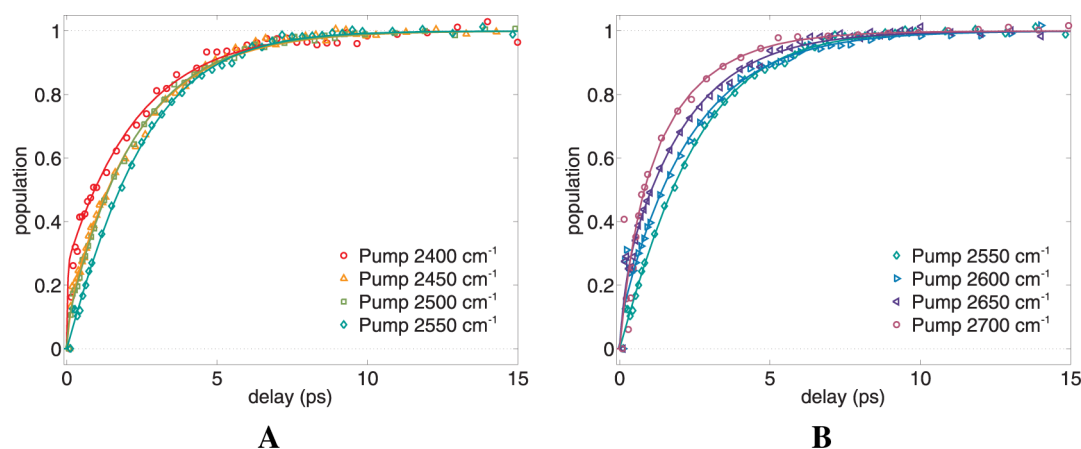 1
0.8
0.6
0.4
0.2
0
population
0 5 10 15
delay (ps)
Pump 2400 cm⁻¹
Pump 2450 cm⁻¹
Pump 2500 cm⁻¹
Pump 2550 cm⁻¹
A
1
0.8
0.6
0.4
0.2
0
population
0 5 10 15
delay (ps)
Pump 2550 cm⁻¹
Pump 2600 cm⁻¹
Pump 2650 cm⁻¹
Pump 2700 cm⁻¹
B